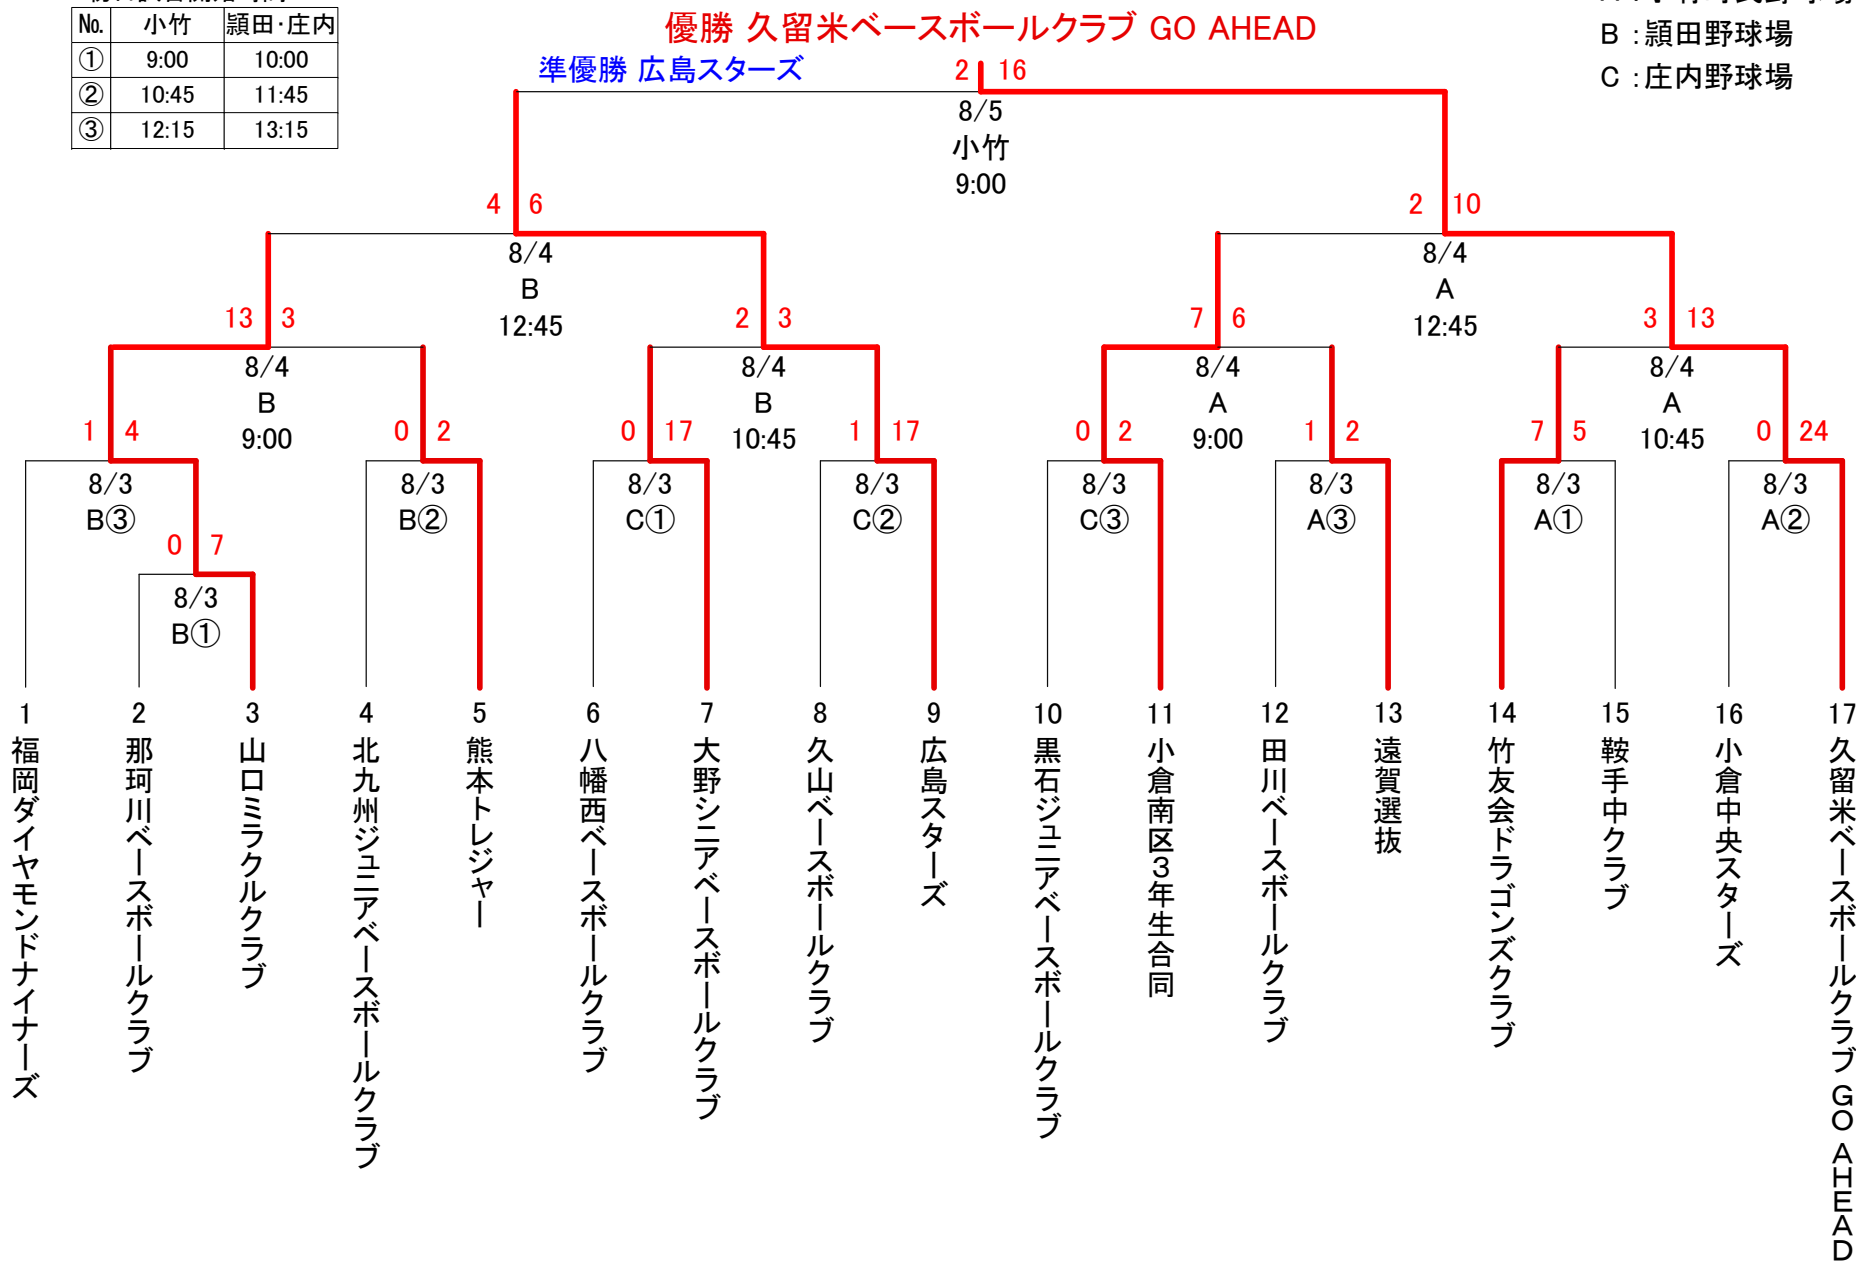 No. 小竹 頴田・庄内
① 9:00 10:00
② 10:45 11:45
③ 12:15 13:15
優勝 久留米ベースボールクラブ GO AHEAD
準優勝 広島スターズ
B :頴田野球場
C :庄内野球場
2 16
8/5
小竹
9:00
4 6
8/4
B
12:45
2 10
8/4
A
12:45
13 3
8/4
B
9:00
2 3
8/4
B
10:45
7 6
8/4
A
9:00
3 13
8/4
A
10:45
1 4
8/3
B③
0 2
8/3
B②
0 17
8/3
C①
1 17
8/3
C②
0 2
8/3
C③
1 2
8/3
A③
7 5
8/3
A①
0 24
8/3
A②
0 7
8/3
B①
1
福岡ダイヤモンドナイナーズ
2
那珂川ベースボールクラブ
3
山口ミラクルクラブ
4
北九州ジュニアベースボールクラブ
5
熊本トレジャー
6
八幡西ベースボールクラブ
7
大野シニアベースボールクラブ
8
久山ベースボールクラブ
9
広島スターズ
10
黒石ジュニアベースボールクラブ
11
小倉南区3年生合同
12
田川ベースボールクラブ
13
遠賀選抜
14
竹友会ドラゴンズクラブ
15
鞍手中クラブ
16
小倉中央スターズ
17
久留米ベースボールクラブ GO AHEAD